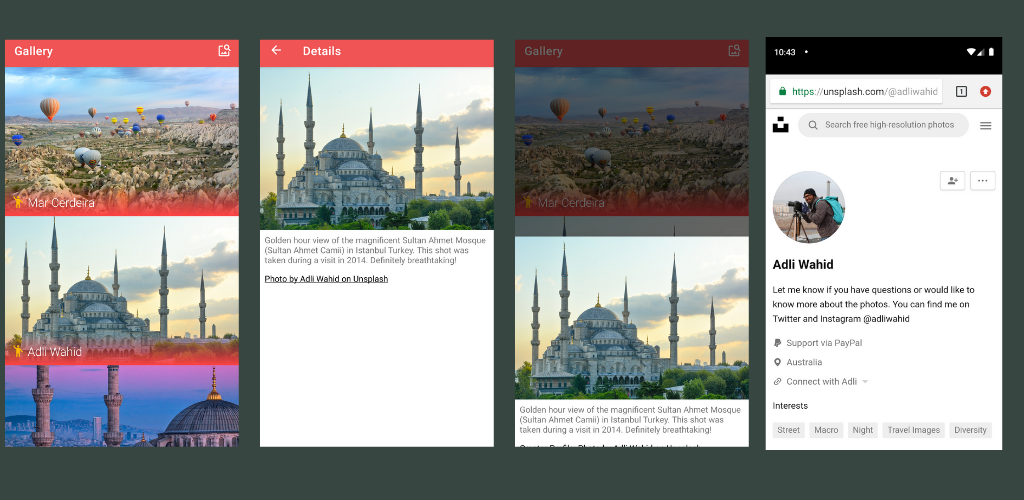 Gallery
Mar Cerdeira
Adli Wahid
Details
Golden hour view of the magnificent Sultan Ahmet Mosque
(Sultan Ahmet Camii) in Istanbul Turkey. This shot was
taken during a visit in 2014. Definitely breathtaking!
Photo by Adli Wahid on Unsplash
Gallery
Mar Cerdeira
Golden hour view of the magnificent Sultan Ahmet Mosque
(Sultan Ahmet Camii) in Istanbul Turkey. This shot was
taken during a visit in 2014. Definitely breathtaking!
10:43
https://unsplash.com/@adliwahid
1
Search free high-resolution photos
Adli Wahid
Let me know if you have questions or would like to
know more about the photos. You can find me on
Twitter and Instagram @adliwahid
Support via PayPal
Australia
Connect with Adli
Interests
Street Macro Night Travel Images Diversity